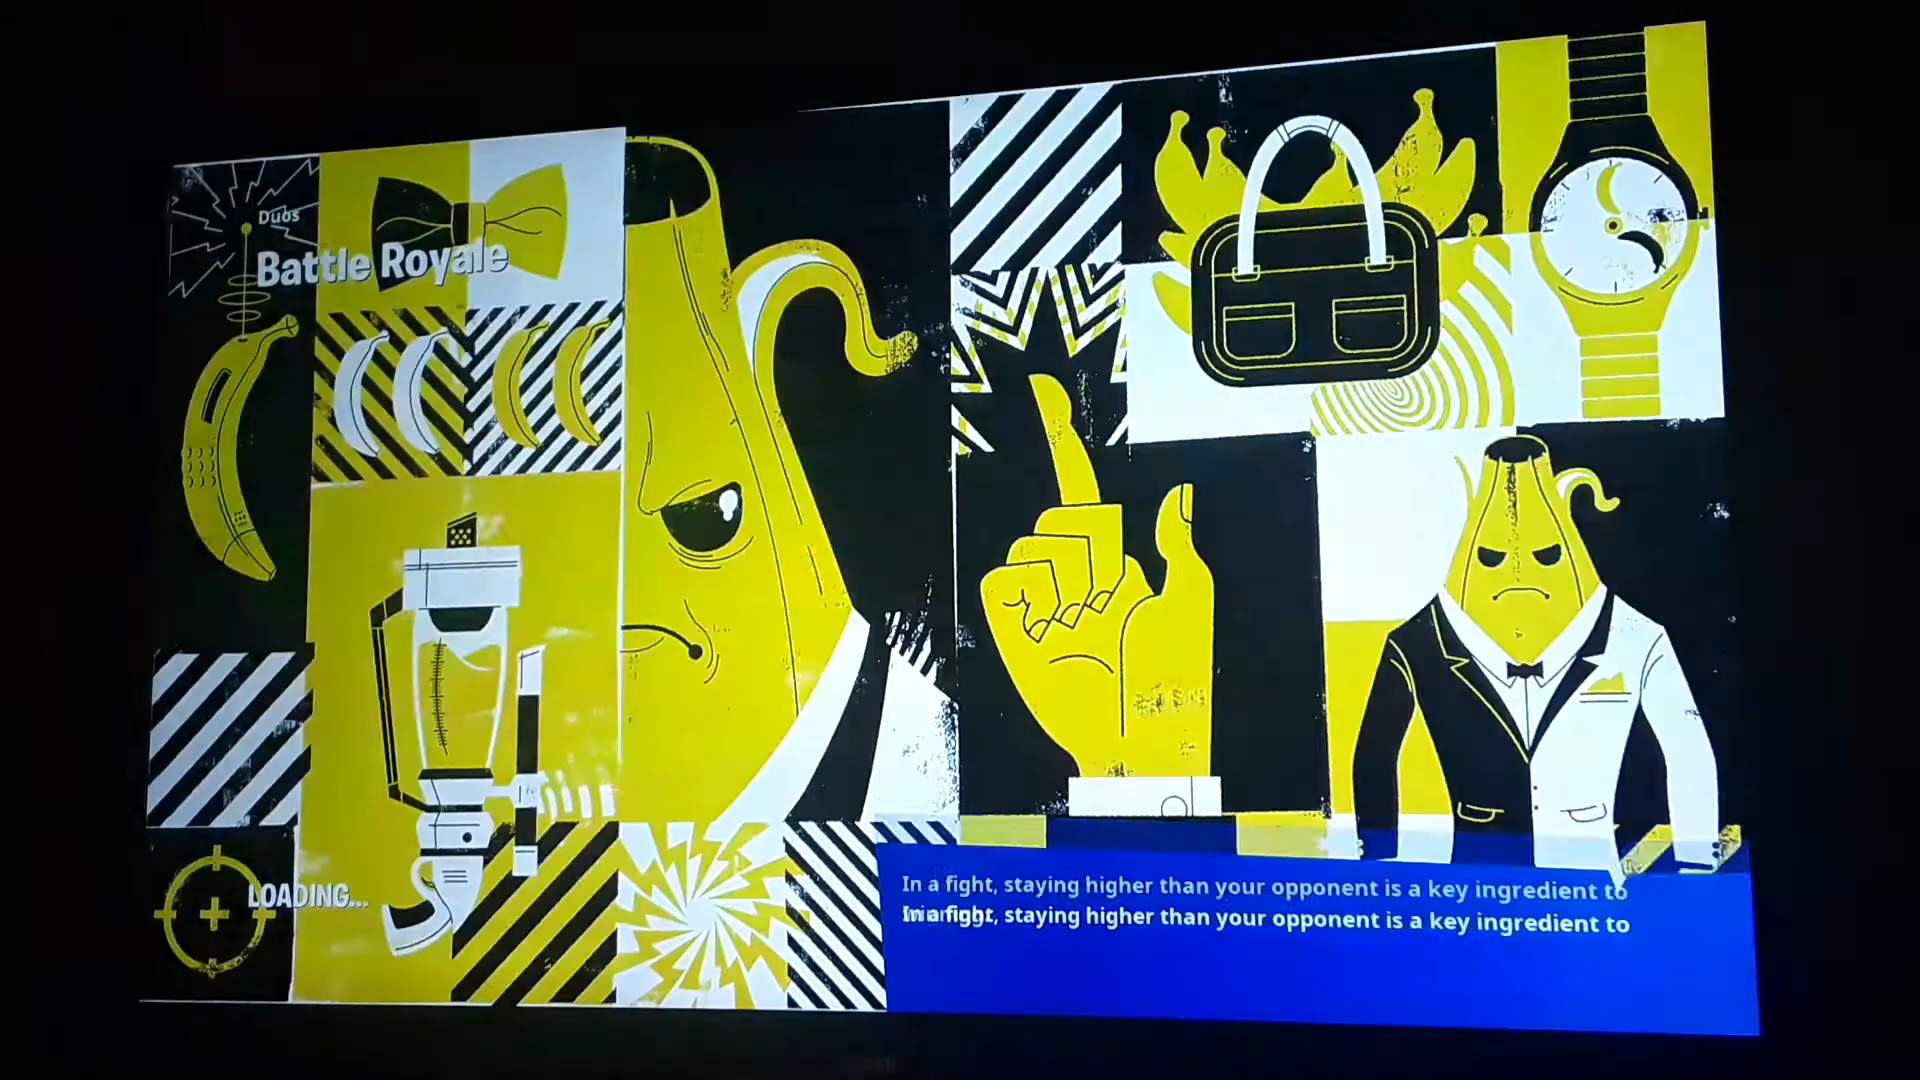 Duos
Battle Royale
LOADING...
In a fight, staying higher than your opponent is a key ingredient to
In a fight, staying higher than your opponent is a key ingredient to
winning.